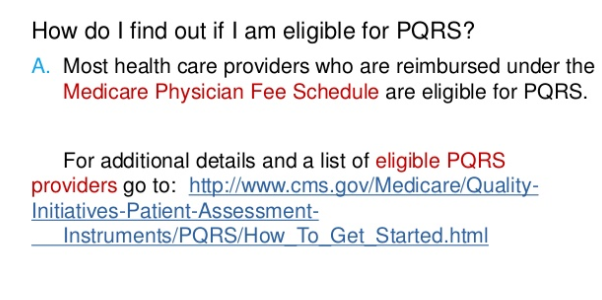 How do I find out if I am eligible for PQRS?
A. Most health care providers who are reimbursed under the
Medicare Physician Fee Schedule are eligible for PQRS.
For additional details and a list of eligible PQRS
providers go to: http://www.cms.gov/Medicare/Quality-
Initiatives-Patient-Assessment-
Instruments/PQRS/How_To_Get_Started.html